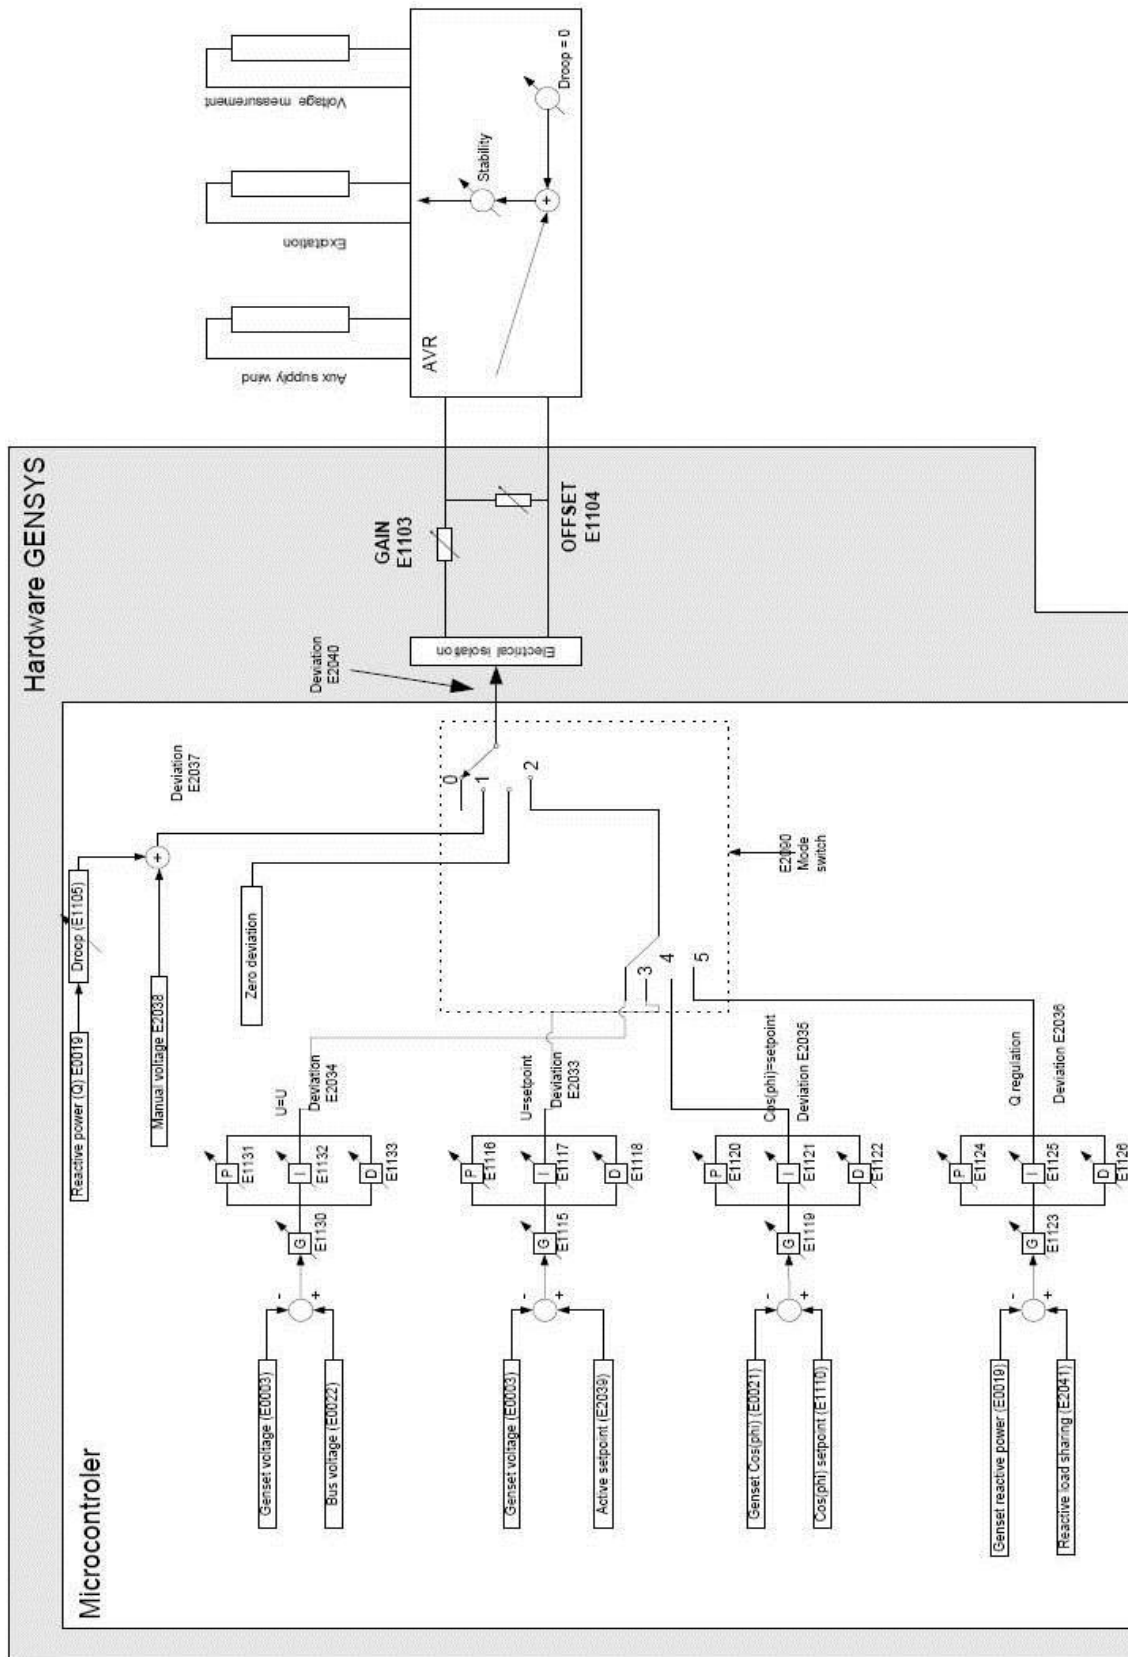 Hardware GENSYS
Microcontroler
Reactive power (Q) E0019
Droop (E1105)
Manual voltage E2038
+
Deviation
E2037
Zero deviation
Genset voltage (E0003)
Bus voltage (E0022)
-
+
G
E1130
P
E1131
I
E1132
D
E1133
U=U
Deviation
E2034
Genset voltage (E0003)
Active setpoint (E2039)
-
+
G
E1115
P
E1116
I
E1117
D
E1118
U=setpoint
Deviation
E2033
Genset Cos(phi) (E0021)
Cos(phi) setpoint (E1110)
-
+
G
E1119
P
E1120
I
E1121
D
E1122
Cos(phi)=setpoint
Deviation E2035
Genset reactive power (E0019)
Reactive load sharing (E2041)
-
+
G
E1123
P
E1124
I
E1125
D
E1126
Q regulation
Deviation E2036
3
4
5
0
1
2
E2090
Mode
switch
Deviation
E2040
Electrical isolation
GAIN
E1103
OFFSET
E1104
AVR
Aux supply wind
Exitation
Voltage measurement
Stability
+
Droop = 0